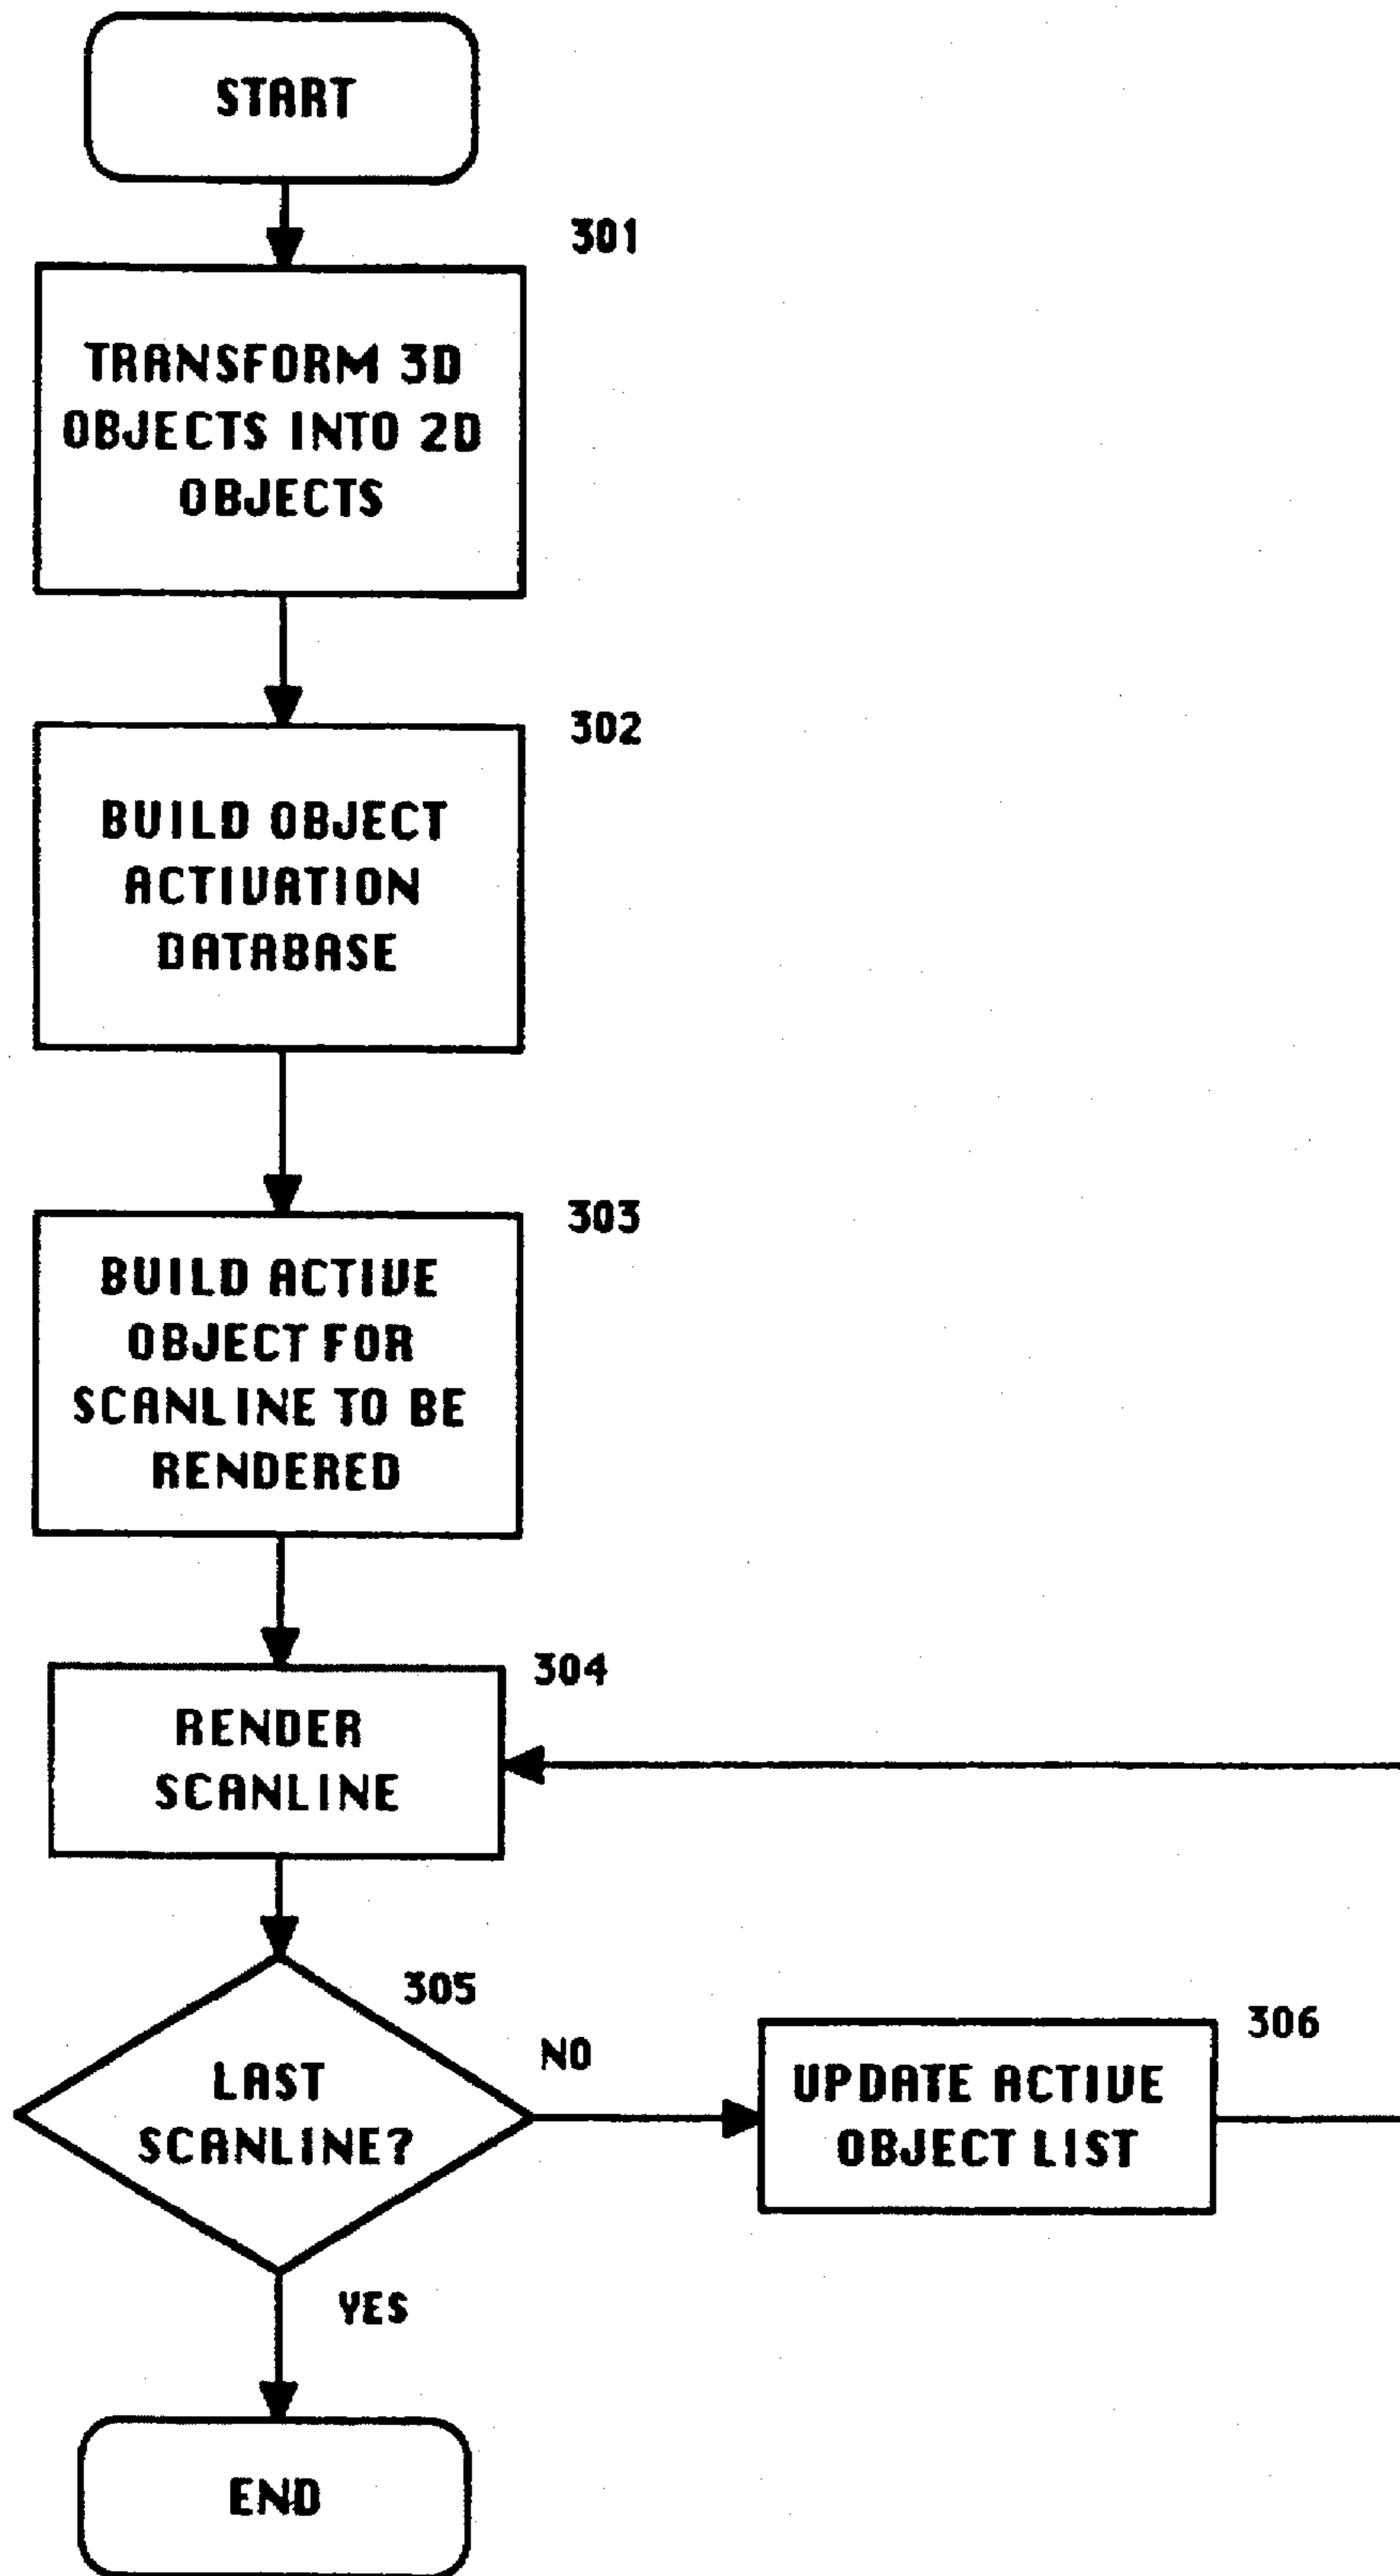 START
301
TRANSFORM 3D
OBJECTS INTO 2D
OBJECTS
302
BUILD OBJECT
ACTIVATION
DATABASE
303
BUILD ACTIVE
OBJECT FOR
SCANLINE TO BE
RENDERED
304
RENDER
SCANLINE
305
LAST
SCANLINE?
NO
306
UPDATE ACTIVE
OBJECT LIST
YES
END